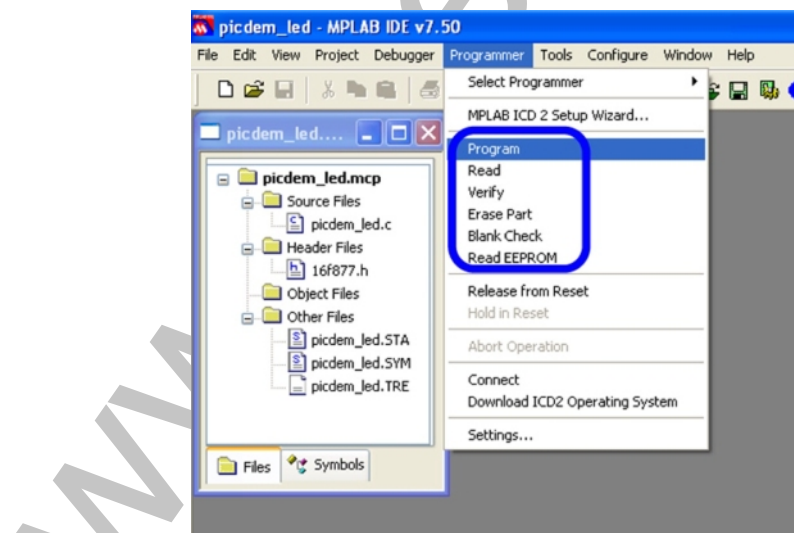 picdem_led - MPLAB IDE v7.50
File Edit View Project Debugger Programmer Tools Configure Window Help
Select Programmer
MPLAB ICD 2 Setup Wizard...
picdem_led....
Program
Read
Verify
Erase Part
Blank Check
Read EEPROM
Release from Reset
Hold in Reset
Abort Operation
Connect
Download ICD2 Operating System
Settings...
picdem_led.mcp
Source Files
picdem_led.c
Header Files
16f877.h
Object Files
Other Files
picdem_led.STA
picdem_led.SYM
picdem_led.TRE
Files Symbols